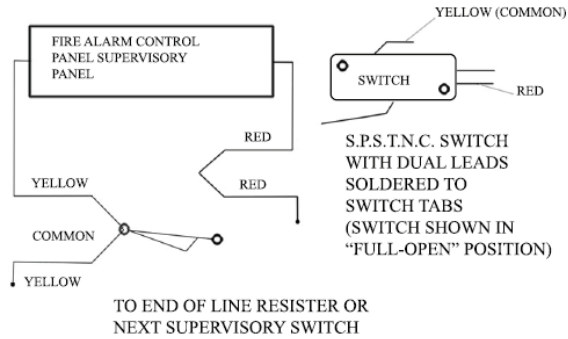 YELLOW (COMMON)
FIRE ALARM CONTROL
PANEL SUPERVISORY
PANEL
SWITCH
RED
RED
S.P.S.T.N.C. SWITCH
WITH DUAL LEADS
SOLDERED TO
SWITCH TABS
(SWITCH SHOWN IN
“FULL-OPEN” POSITION)
YELLOW
RED
COMMON
YELLOW
TO END OF LINE RESISTER OR
NEXT SUPERVISORY SWITCH